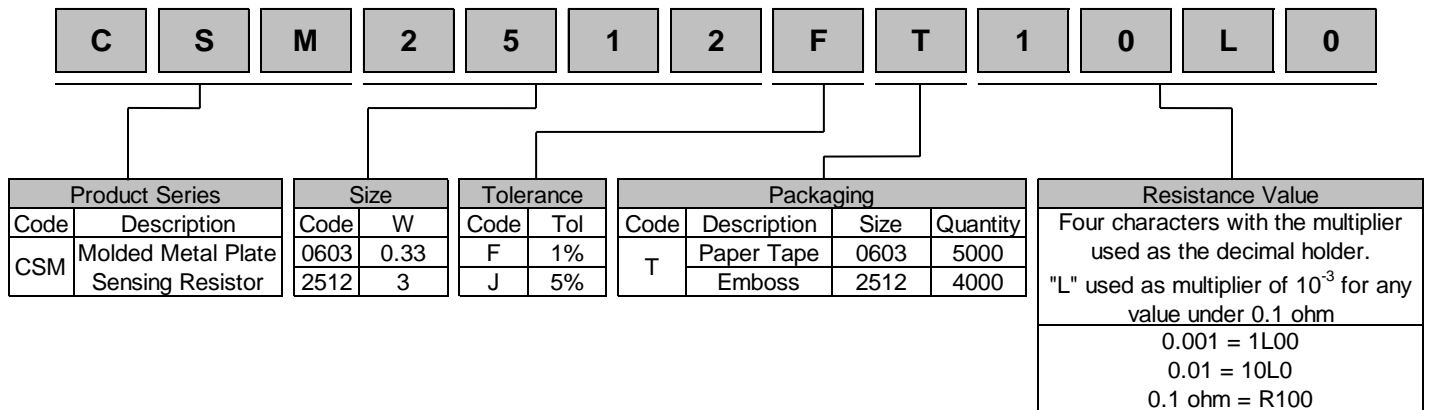 C S M 2 5 1 2 F T 1 0 L 0
Product Series
Code Description
CSM Molded Metal Plate
Sensing Resistor
Size
Code W
0603 0.33
2512 3
Tolerance
Code Tol
F 1%
J 5%
Packaging
Code Description Size Quantity
T Paper Tape 0603 5000
Emboss 2512 4000
Resistance Value
Four characters with the multiplier
used as the decimal holder.
"L" used as multiplier of 10⁻³ for any
value under 0.1 ohm
0.001 = 1L00
0.01 = 10L0
0.1 ohm = R100